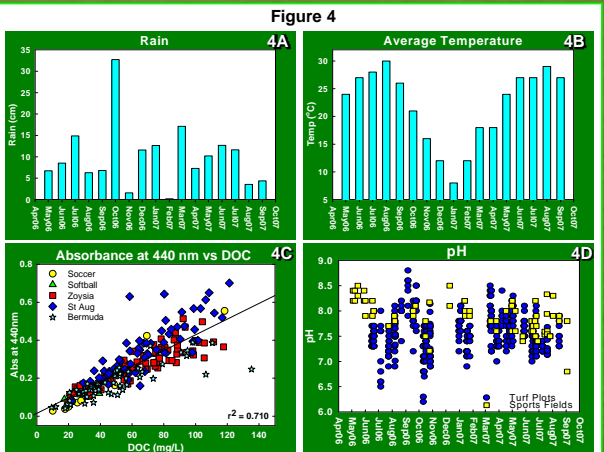 Figure 4
Rain
4A
35
30
25
20
15
10
5
0
Rain (cm)
Apr06
May06
Jun06
Jul06
Aug06
Sep06
Oct06
Nov06
Dec06
Jan07
Feb07
Mar07
Apr07
May07
Jun07
Jul07
Aug07
Sep07
Oct07
Average Temperature
4B
30
25
20
15
10
5
Temp (°C)
Apr06
May06
Jun06
Jul06
Aug06
Sep06
Oct06
Nov06
Dec06
Jan07
Feb07
Mar07
Apr07
May07
Jun07
Jul07
Aug07
Sep07
Oct07
Absorbance at 440 nm vs DOC
4C
0.8
0.6
0.4
0.2
0.0
Abs at 440nm
Soccer
Softball
Zoysia
St Aug
Bermuda
r² = 0.710
0 20 40 60 80 100 120 140
DOC (mg/L)
pH
4D
9.0
8.5
8.0
7.5
7.0
6.5
6.0
pH
Turf Plots
Sports Fields
Apr06
May06
Jun06
Jul06
Aug06
Sep06
Oct06
Nov06
Dec06
Jan07
Feb07
Mar07
Apr07
May07
Jun07
Jul07
Aug07
Sep07
Oct07